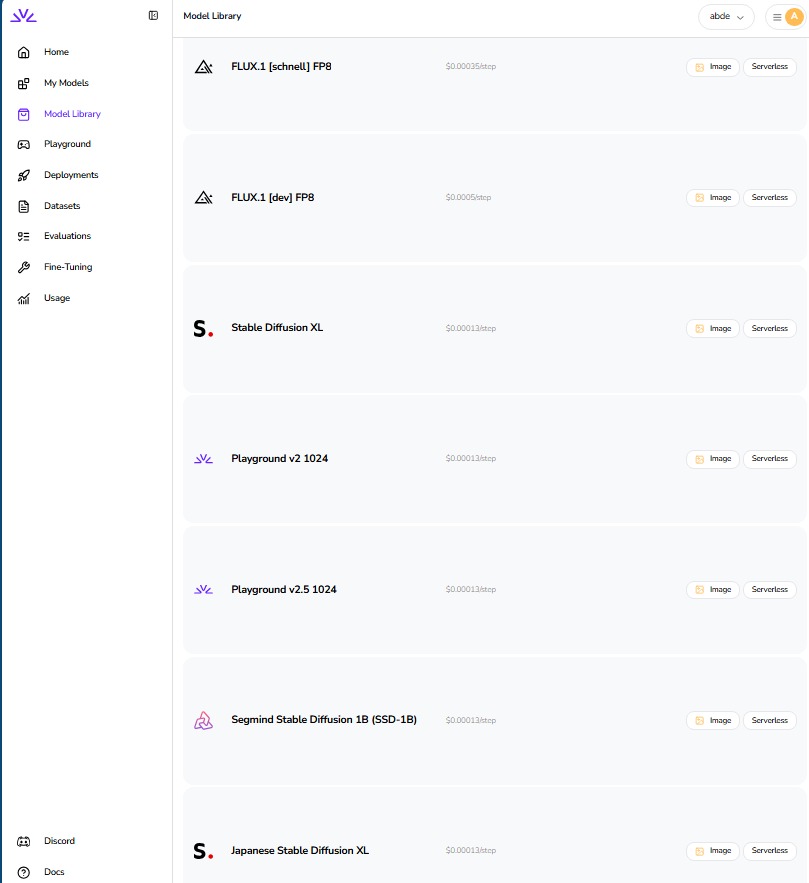 Model Library
abde
A
Home
My Models
Model Library
Playground
Deployments
Datasets
Evaluations
Fine-Tuning
Usage
Discord
Docs
FLUX.1 [schnell] FP8 $0.00035/step Image Serverless
FLUX.1 [dev] FP8 $0.0005/step Image Serverless
S. Stable Diffusion XL $0.00013/step Image Serverless
Playground v2 1024 $0.00013/step Image Serverless
Playground v2.5 1024 $0.00013/step Image Serverless
Segmind Stable Diffusion 1B (SSD-1B) $0.00013/step Image Serverless
S. Japanese Stable Diffusion XL $0.00013/step Image Serverless